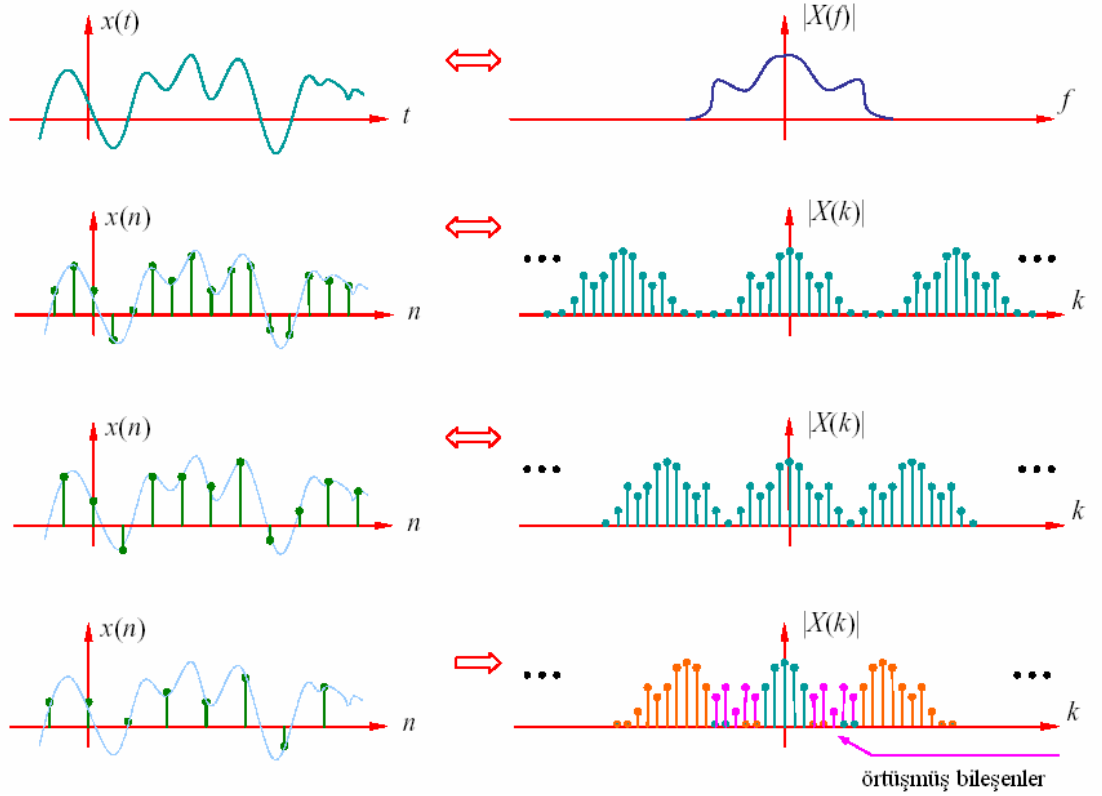 x(t)
t
|X(f)|
f
x(n)
n
|X(k)|
k
x(n)
n
|X(k)|
k
x(n)
n
|X(k)|
k
örtüşmüş bileşenler